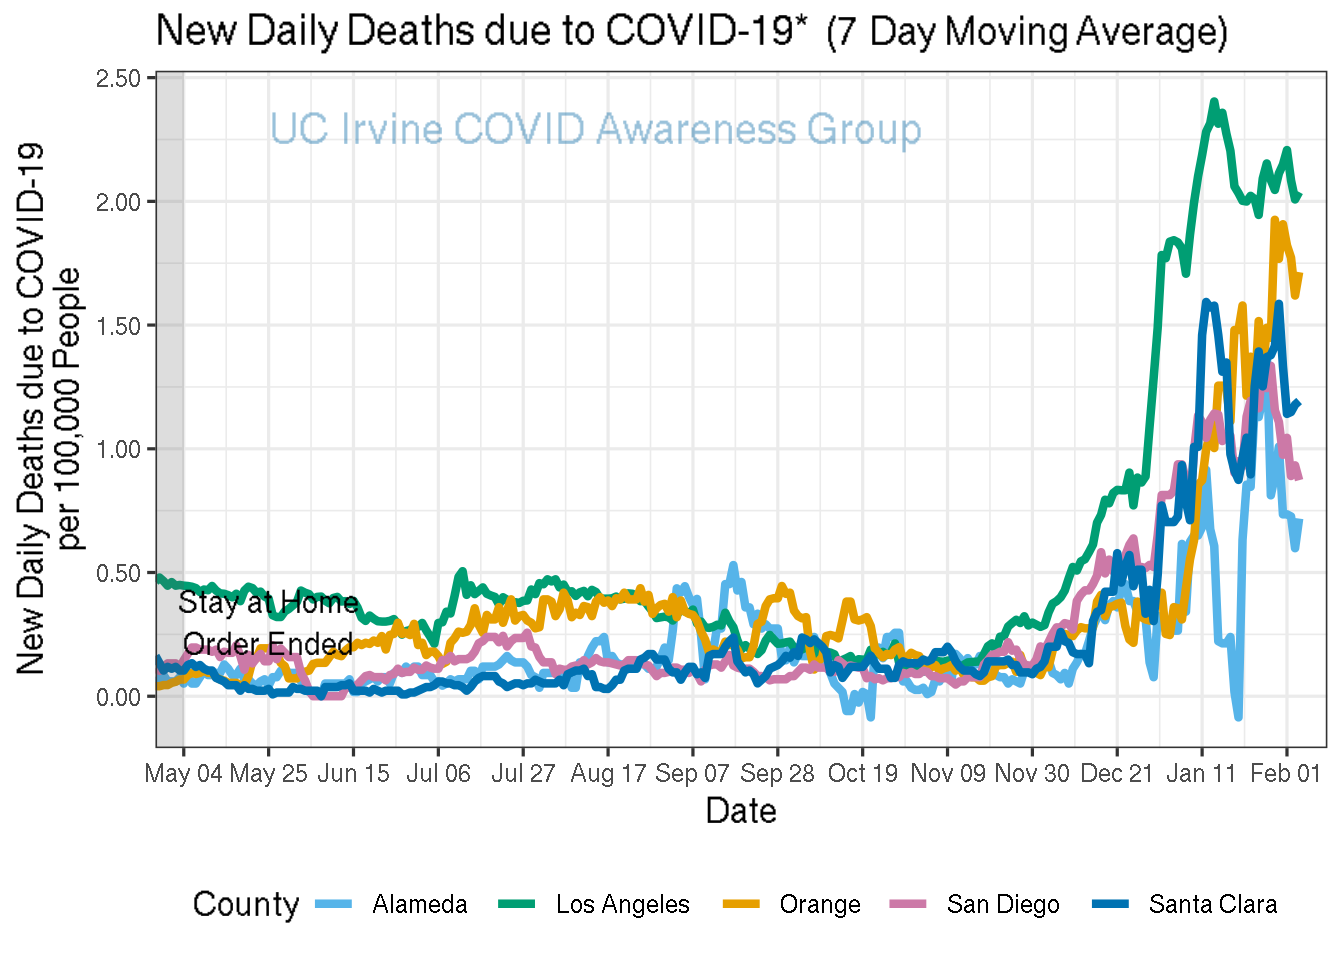 New Daily Deaths due to COVID-19* (7 Day Moving Average)
New Daily Deaths due to COVID-19
per 100,000 People
2.50
2.00
1.50
1.00
0.50
0.00
UC Irvine COVID Awareness Group
Stay at Home
Order Ended
May 04 May 25 Jun 15 Jul 06 Jul 27 Aug 17 Sep 07 Sep 28 Oct 19 Nov 09 Nov 30 Dec 21 Jan 11 Feb 01
Date
County Alameda Los Angeles Orange San Diego Santa Clara